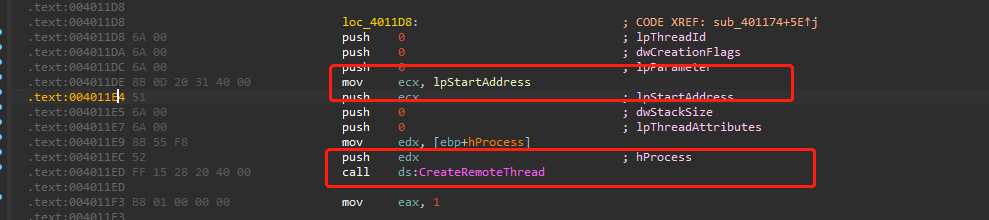 .text:004011D8
.text:004011D8 loc_4011D8: ; CODE XREF: sub_401174+5E↑j
.text:004011D8 6A 00 push 0 ; lpThreadId
.text:004011DA 6A 00 push 0 ; dwCreationFlags
.text:004011DC 6A 00 push 0 ; lpParameter
.text:004011DE 8B 0D 20 31 40 00 mov ecx, lpStartAddress
.text:004011E4 51 push ecx ; lpStartAddress
.text:004011E5 6A 00 push 0 ; dwStackSize
.text:004011E7 6A 00 push 0 ; lpThreadAttributes
.text:004011E9 8B 55 F8 mov edx, [ebp+hProcess]
.text:004011EC 52 push edx ; hProcess
.text:004011ED FF 15 28 20 40 00 call ds:CreateRemoteThread
.text:004011ED
.text:004011F3 B8 01 00 00 00 mov eax, 1
.text:004011F3